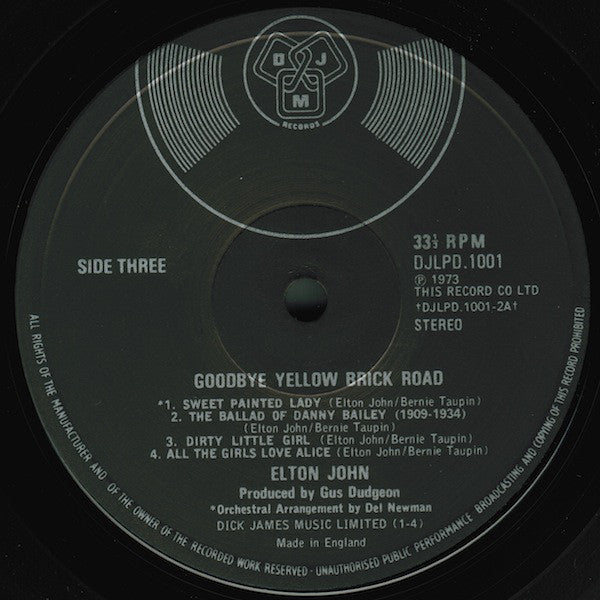 D J
M
RECORDS
SIDE THREE
33⅓ RPM
DJLPD.1001
℗ 1973
THIS RECORD CO LTD
†DJLPD.1001-2A†
STEREO
GOODBYE YELLOW BRICK ROAD
*1. SWEET PAINTED LADY (Elton John/Bernie Taupin)
2. THE BALLAD OF DANNY BAILEY (1909-1934)
(Elton John/Bernie Taupin)
3. DIRTY LITTLE GIRL (Elton John/Bernie Taupin)
4. ALL THE GIRLS LOVE ALICE (Elton John/Bernie Taupin)
ELTON JOHN
Produced by Gus Dudgeon
*Orchestral Arrangement by Del Newman
DICK JAMES MUSIC LIMITED (1-4)
Made in England
ALL RIGHTS OF THE MANUFACTURER AND OF THE OWNER OF THE RECORDED WORK RESERVED - UNAUTHORISED PUBLIC PERFORMANCE BROADCASTING AND COPYING OF THIS RECORD PROHIBITED